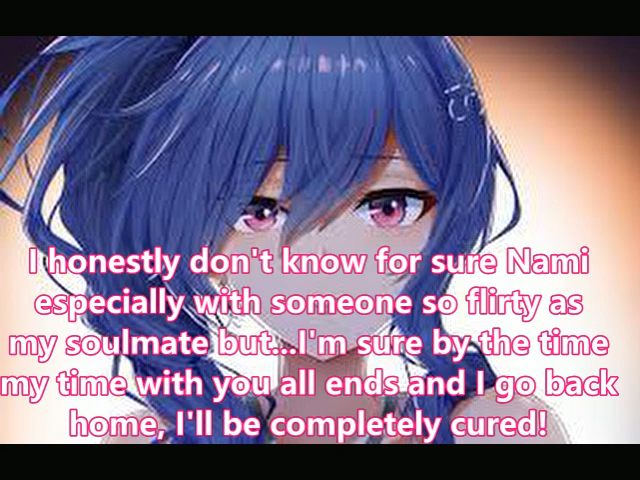 I honestly don't know for sure Nami
especially with someone so flirty as
my soulmate but...I'm sure by the time
my time with you all ends and I go back
home, I'll be completely cured!